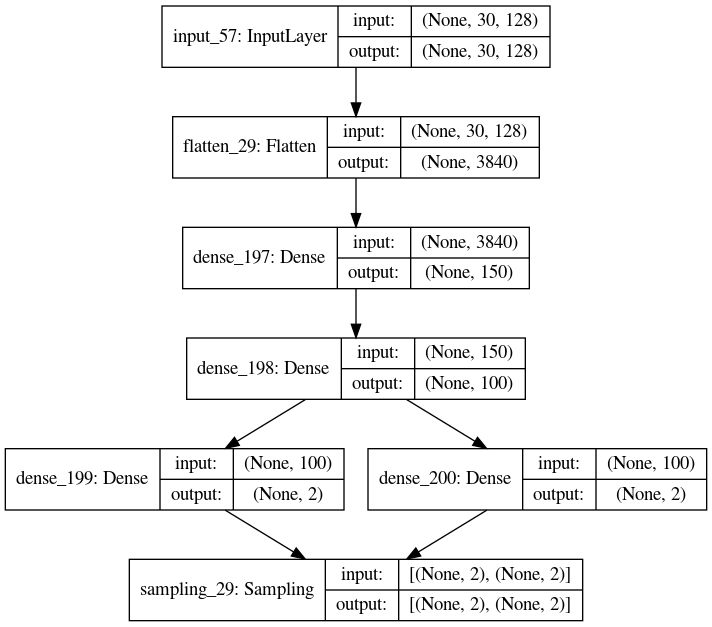 input_57: InputLayer
input:
(None, 30, 128)
output:
(None, 30, 128)
flatten_29: Flatten
input:
(None, 30, 128)
output:
(None, 3840)
dense_197: Dense
input:
(None, 3840)
output:
(None, 150)
dense_198: Dense
input:
(None, 150)
output:
(None, 100)
dense_199: Dense
input:
(None, 100)
output:
(None, 2)
dense_200: Dense
input:
(None, 100)
output:
(None, 2)
sampling_29: Sampling
input:
[(None, 2), (None, 2)]
output:
[(None, 2), (None, 2)]